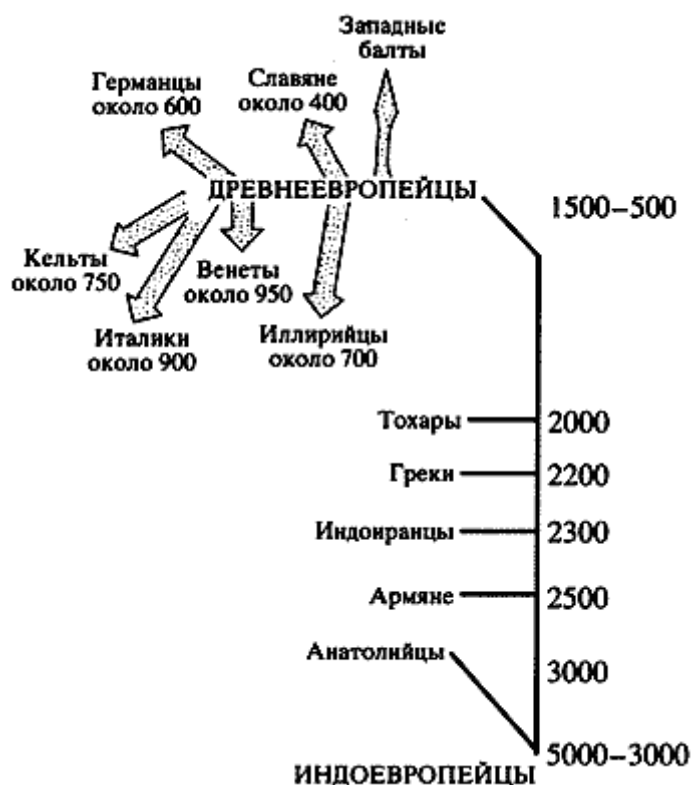 Западные
балты
Германцы
около 600
Славяне
около 400
ДРЕВНЕЕВРОПЕЙЦЫ
1500–500
Кельты
около 750
Венеты
около 950
Италики
около 900
Иллирийцы
около 700
Тохары
2000
Греки
2200
Индоиранцы
2300
Армяне
2500
Анатолийцы
3000
5000–3000
ИНДОЕВРОПЕЙЦЫ